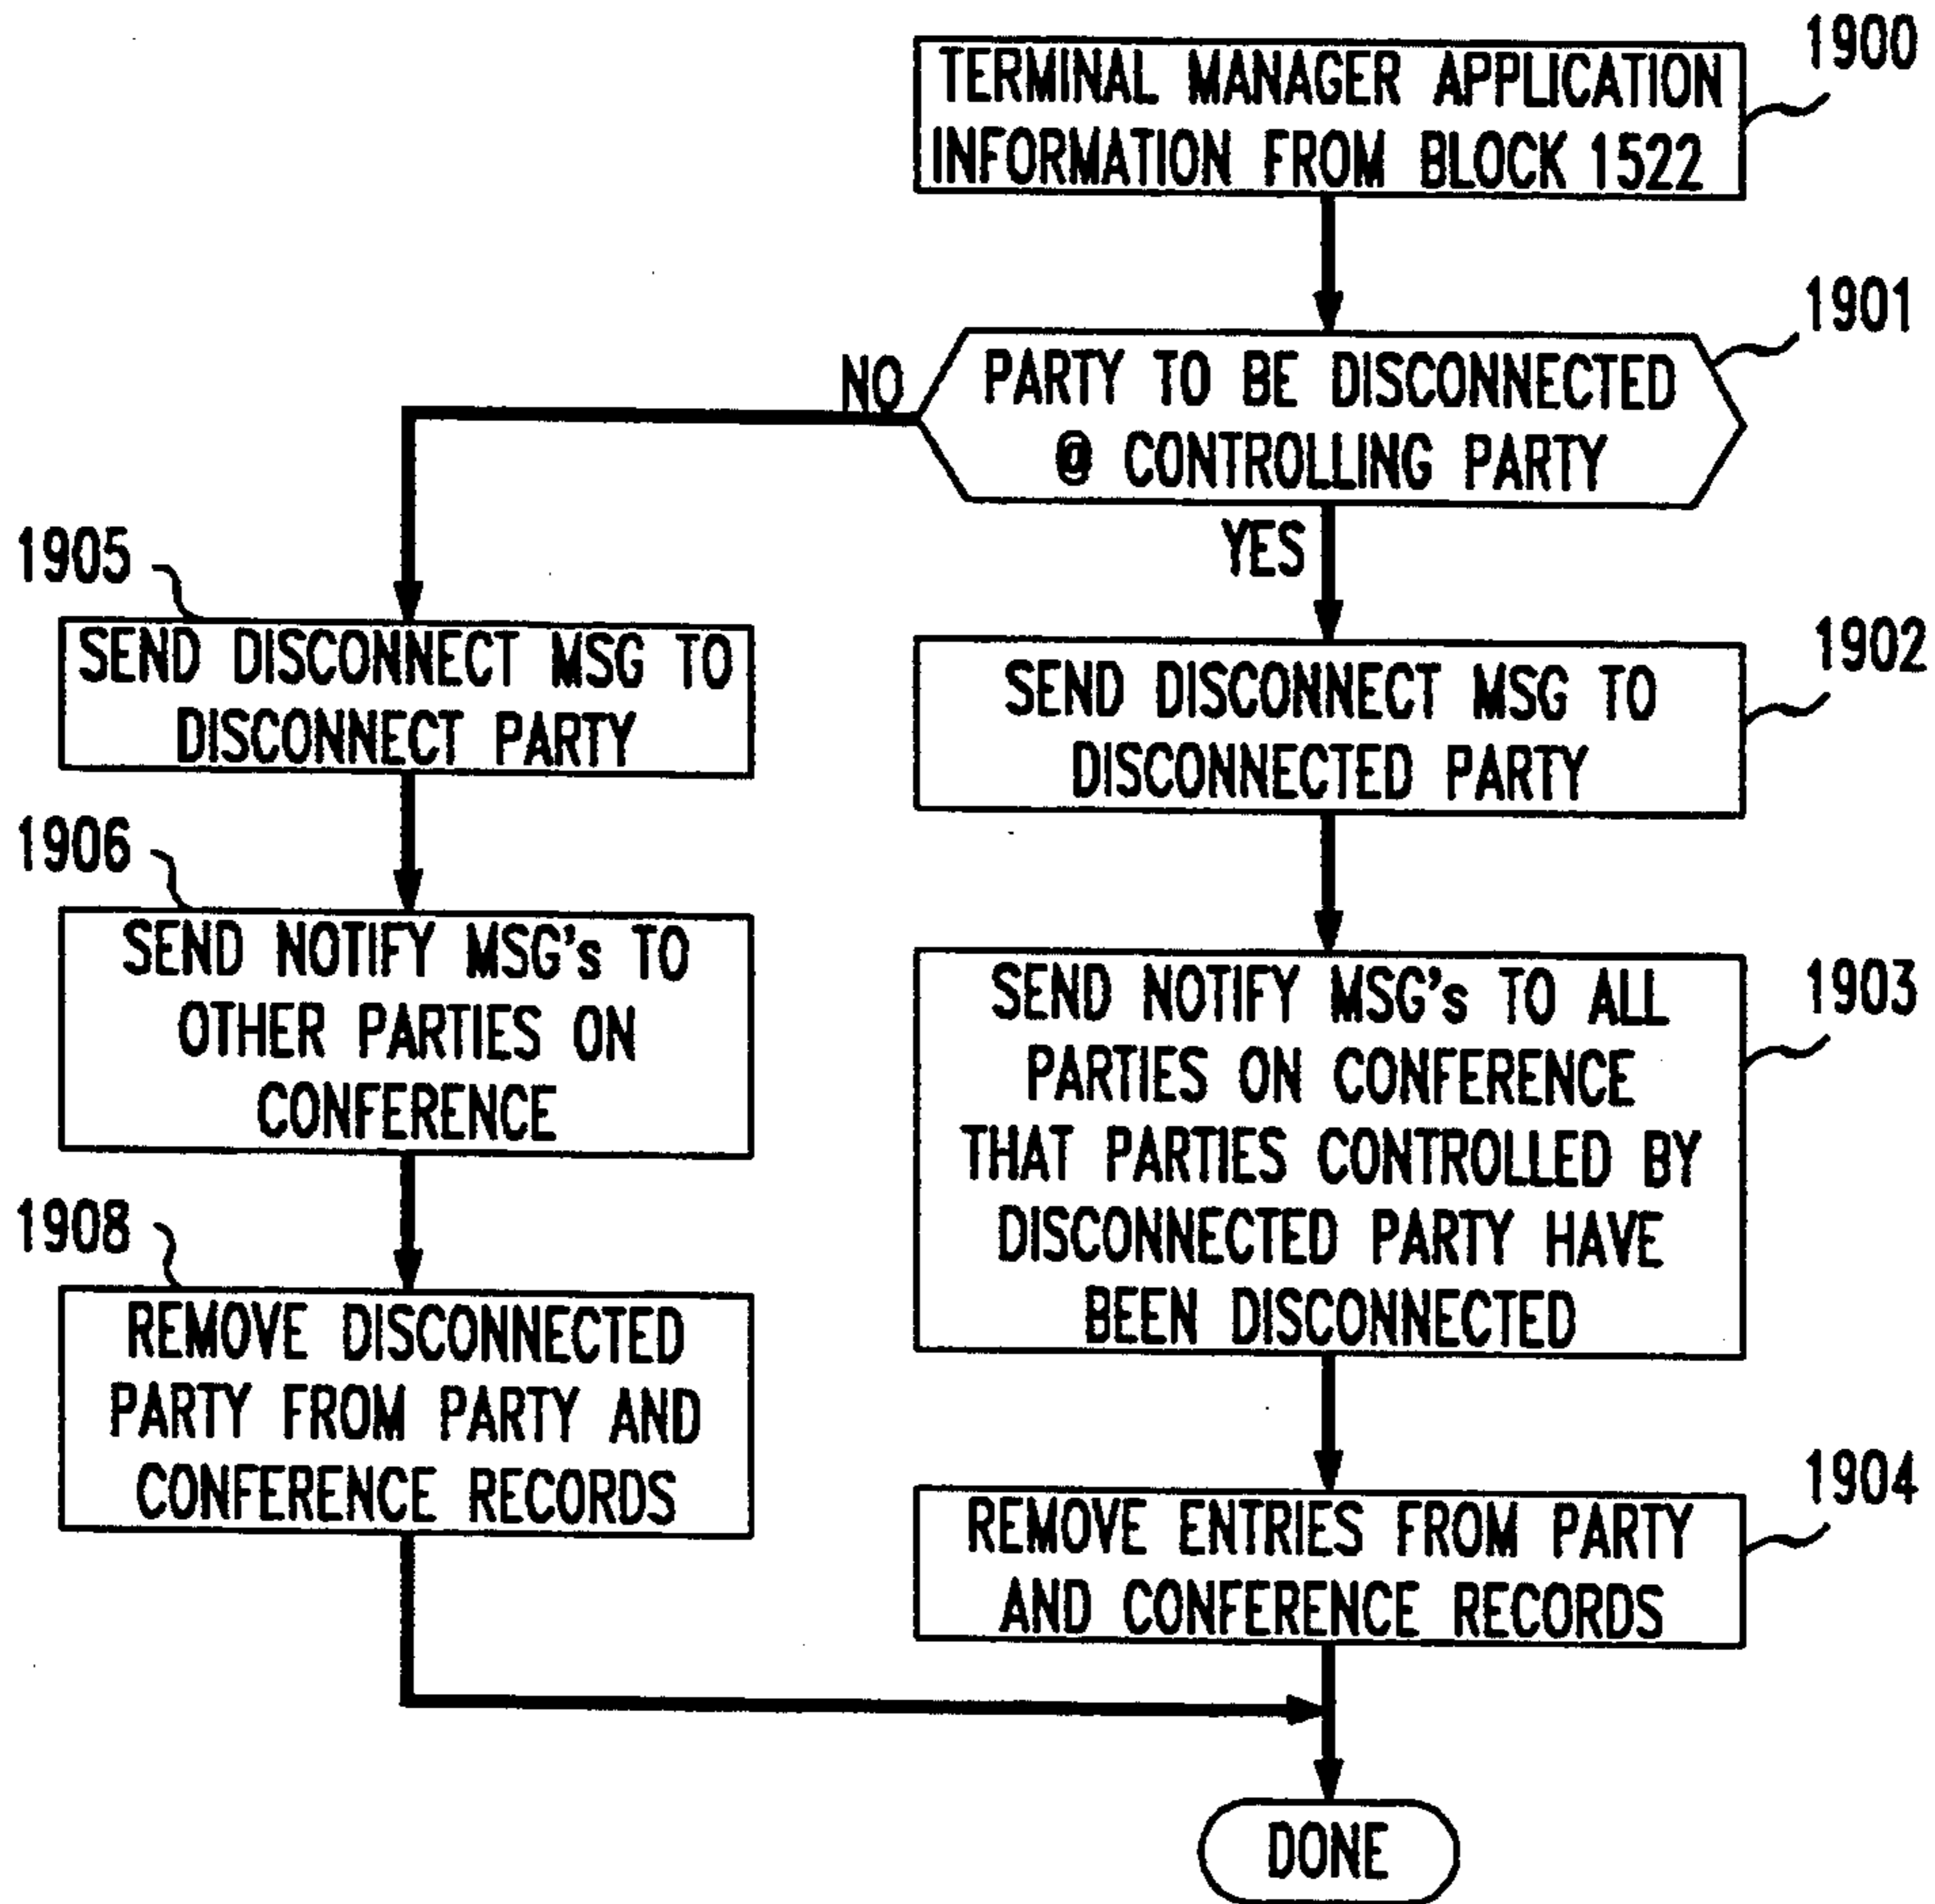 1900
TERMINAL MANAGER APPLICATION
INFORMATION FROM BLOCK 1522
1901
PARTY TO BE DISCONNECTED
@ CONTROLLING PARTY
NO
YES
1905
SEND DISCONNECT MSG TO
DISCONNECT PARTY
1902
SEND DISCONNECT MSG TO
DISCONNECTED PARTY
1906
SEND NOTIFY MSG's TO
OTHER PARTIES ON
CONFERENCE
1903
SEND NOTIFY MSG's TO ALL
PARTIES ON CONFERENCE
THAT PARTIES CONTROLLED BY
DISCONNECTED PARTY HAVE
BEEN DISCONNECTED
1908
REMOVE DISCONNECTED
PARTY FROM PARTY AND
CONFERENCE RECORDS
1904
REMOVE ENTRIES FROM PARTY
AND CONFERENCE RECORDS
DONE